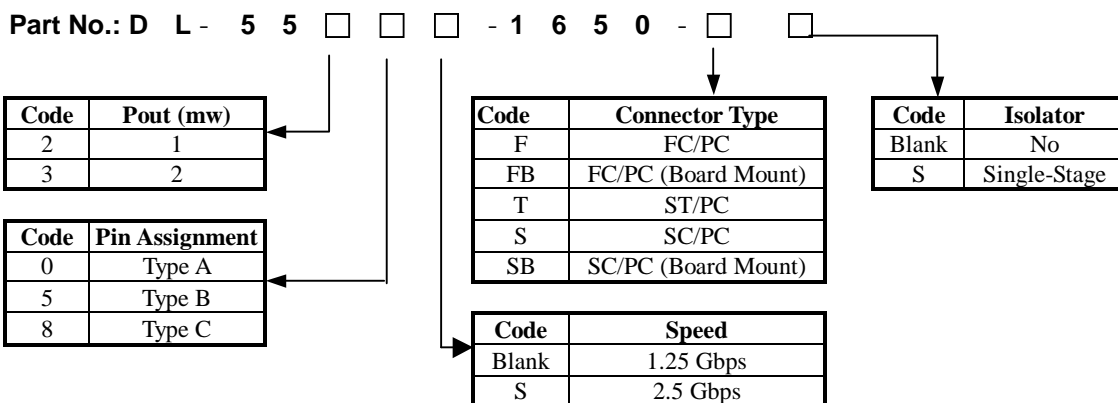 Part No.: D L - 5 5 □ □ □ - 1 6 5 0 - □ □
Code Pout (mw)
2 1
3 2
Code Pin Assignment
0 Type A
5 Type B
8 Type C
Code Connector Type
F FC/PC
FB FC/PC (Board Mount)
T ST/PC
S SC/PC
SB SC/PC (Board Mount)
Code Speed
Blank 1.25 Gbps
S 2.5 Gbps
Code Isolator
Blank No
S Single-Stage